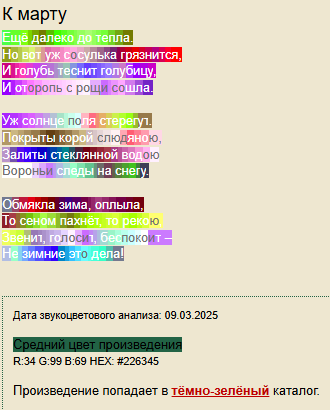 К марту
Еще далеко до тепла.
Но вот уж сосулька грязнится,
И голубь теснит голубицу,
И оторопь с рощи сошла.
Уж солнце поля стерегут,
Покрыты корой слюдяною,
Залиты стеклянной водою
Вороньи следы на снегу.
Обмякла зима, оплыла,
То сеном пахнёт, то рекою
Звенит, голосит, беспокоит –
Не зимние это дела!
Дата звукоцветового анализа: 09.03.2025
Средний цвет произведения
R:34 G:99 B:69 HEX: #226345
Произведение попадает в тёмно-зелёный каталог.